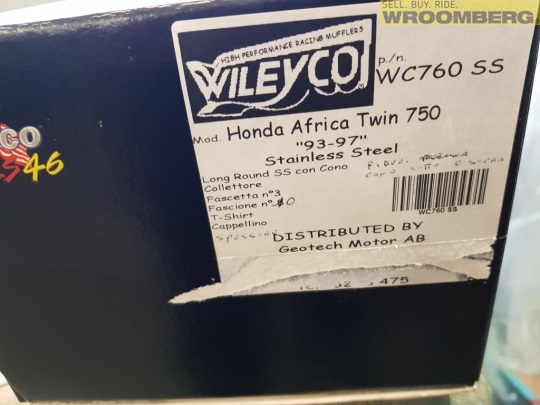 SELL. BUY. RIDE.
WROOMBERG.
HIGH PERFORMANCE RACING MUFFLERS
WILEYCO
p./n.
WC760 SS
Mod. Honda Africa Twin 750
"93-97"
Stainless Steel
Long Round SS con Cono
Collettore
Fascetta n°3
Fascione n°
T-Shirt
Cappellino
WC760 SS
DISTRIBUTED BY
Geotech Motor AB
475
CO
46